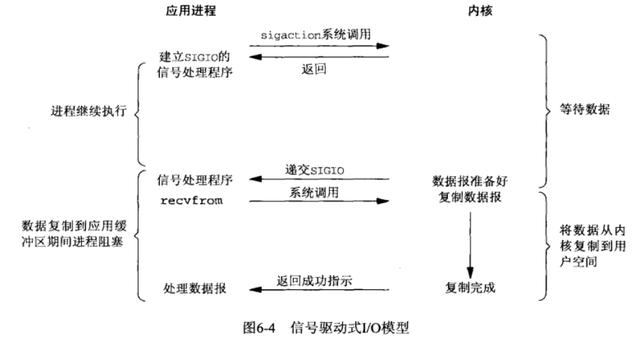 应用进程
内核
sigaction系统调用
建立SIGIO的
信号处理程序
返回
进程继续执行
等待数据
递交SIGIO
信号处理程序
数据报准备好
系统调用
recvfrom
复制数据报
数据复制到应用缓
冲区期间进程阻塞
将数据从内
核复制到用
户空间
返回成功指示
处理数据报
复制完成
图6-4 信号驱动式I/O模型